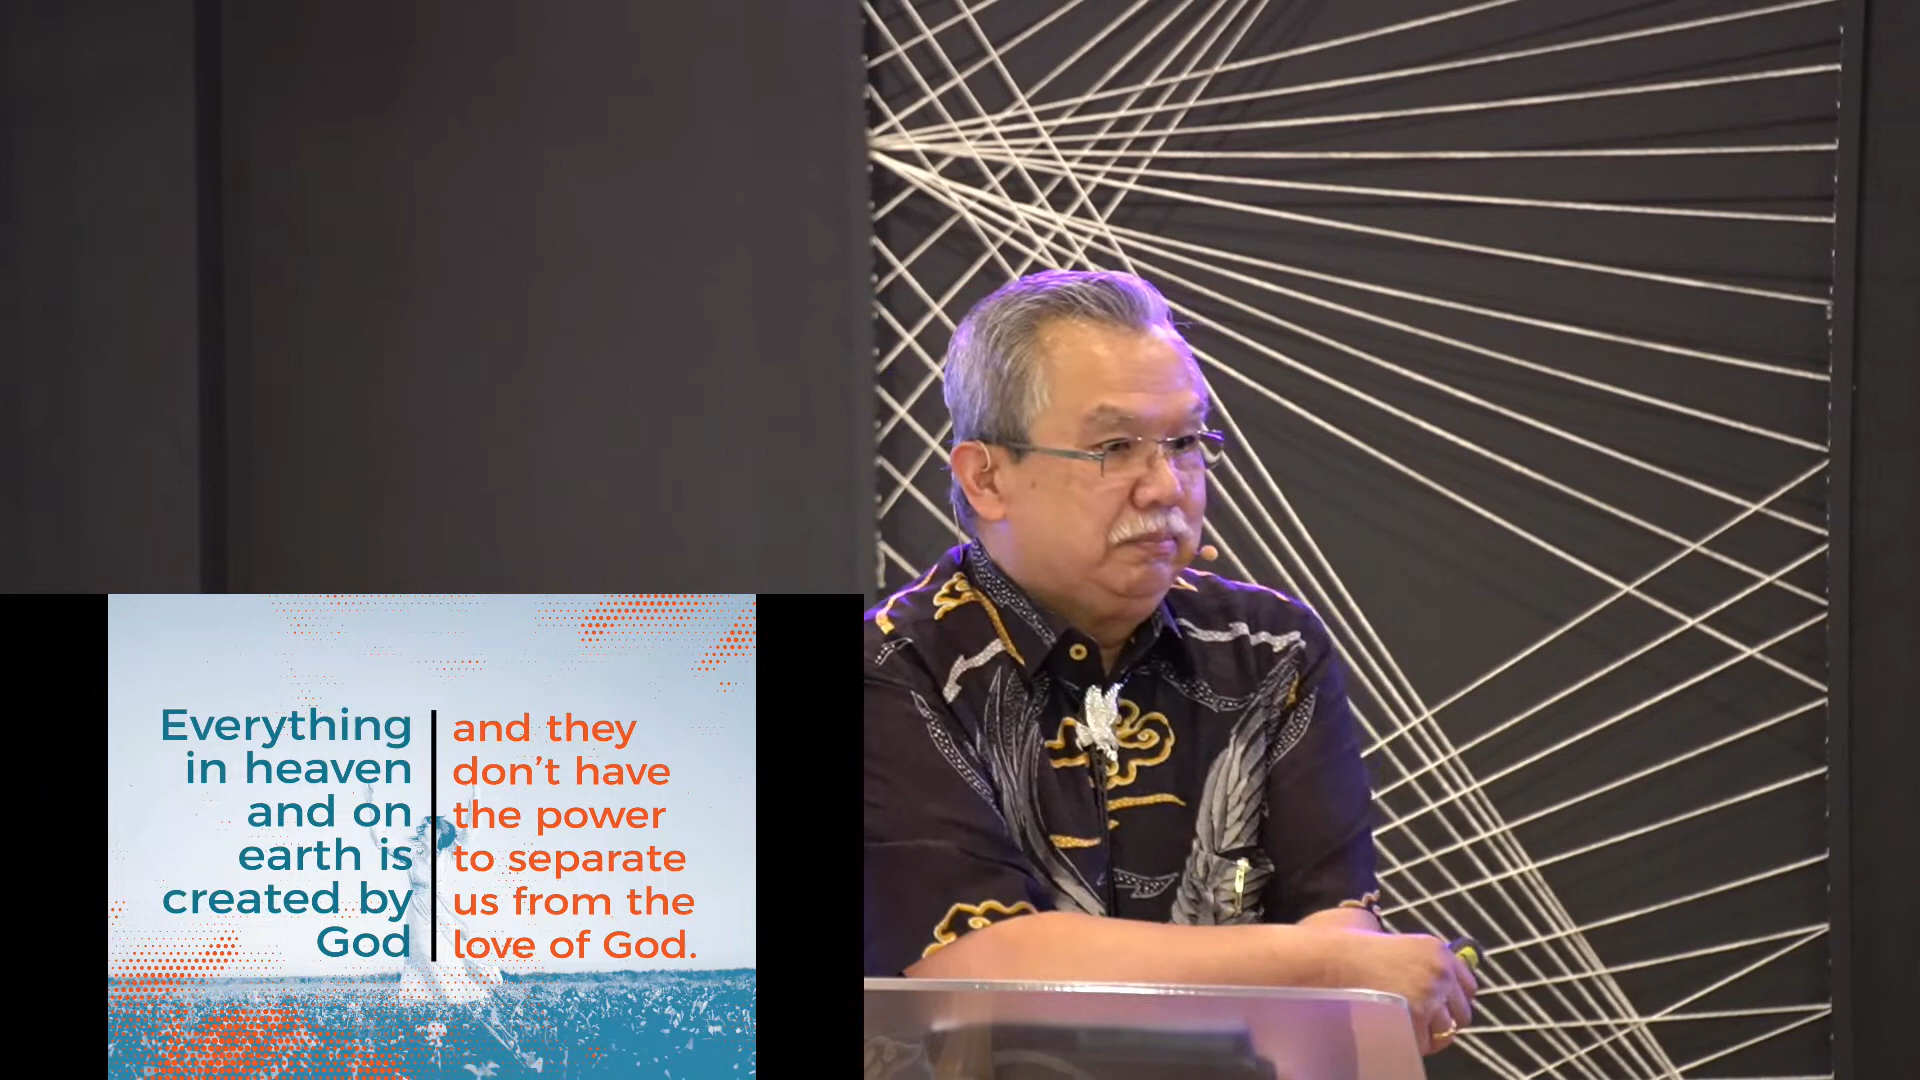 Everything
in heaven
and on
earth is
created by
God
and they
don't have
the power
to separate
us from the
love of God.